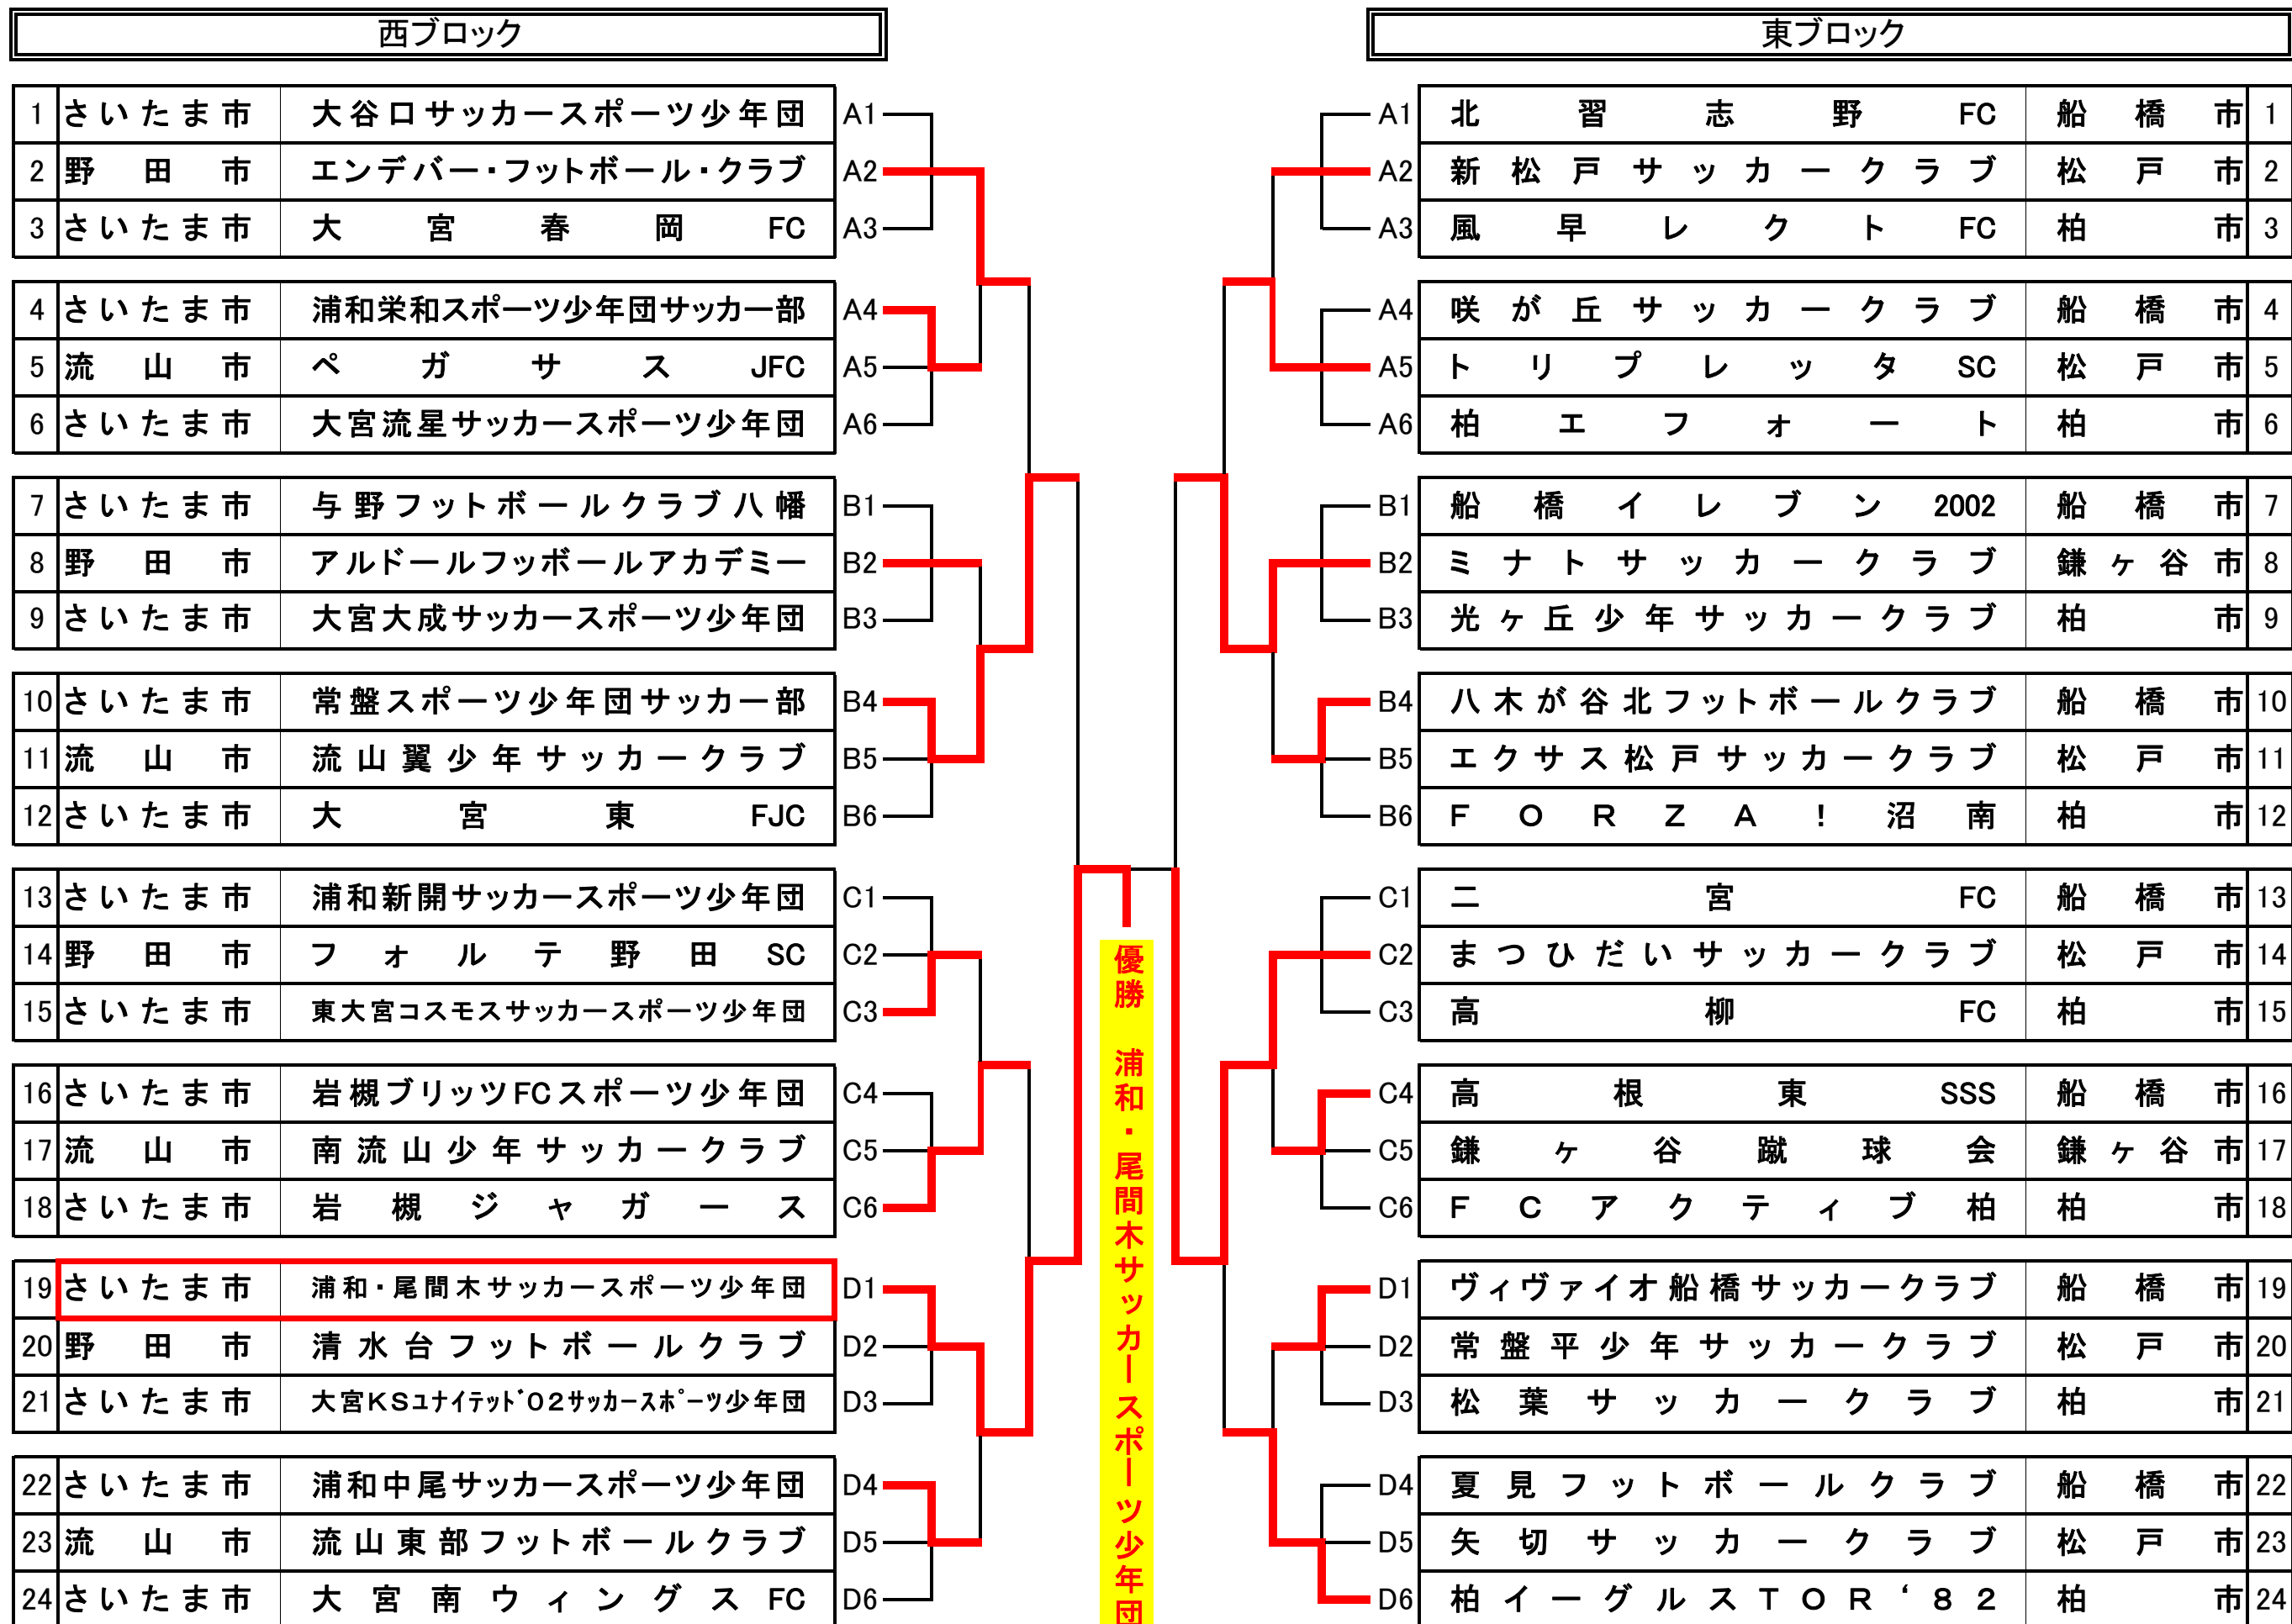 西ブロック
1 さいたま市 大谷口サッカースポーツ少年団 A1
2 野田市 エンデバー・フットボール・クラブ A2
3 さいたま市 大宮春岡FC A3
4 さいたま市 浦和栄和スポーツ少年団サッカー部 A4
5 流山市 ペガサスJFC A5
6 さいたま市 大宮流星サッカースポーツ少年団 A6
7 さいたま市 与野フットボールクラブ八幡 B1
8 野田市 アルドールフッボールアカデミー B2
9 さいたま市 大宮大成サッカースポーツ少年団 B3
10 さいたま市 常盤スポーツ少年団サッカー部 B4
11 流山市 流山翼少年サッカークラブ B5
12 さいたま市 大宮東FJC B6
13 さいたま市 浦和新開サッカースポーツ少年団 C1
14 野田市 フォルテ野田SC C2
15 さいたま市 東大宮コスモスサッカースポーツ少年団 C3
16 さいたま市 岩槻ブリッツFCスポーツ少年団 C4
17 流山市 南流山少年サッカークラブ C5
18 さいたま市 岩槻ジャガース C6
19 さいたま市 浦和・尾間木サッカースポーツ少年団 D1
20 野田市 清水台フットボールクラブ D2
21 さいたま市 大宮KSユナイテッド'02サッカースポーツ少年団 D3
22 さいたま市 浦和中尾サッカースポーツ少年団 D4
23 流山市 流山東部フットボールクラブ D5
24 さいたま市 大宮南ウィングスFC D6
優勝 浦和・尾間木サッカースポーツ少年団
東ブロック
A1 北習志野FC 船橋市 1
A2 新松戸サッカークラブ 松戸市 2
A3 風早レクトFC 柏市 3
A4 咲が丘サッカークラブ 船橋市 4
A5 トリプレッタSC 松戸市 5
A6 柏エフォート 柏市 6
B1 船橋イレブン2002 船橋市 7
B2 ミナトサッカークラブ 鎌ヶ谷市 8
B3 光ヶ丘少年サッカークラブ 柏市 9
B4 八木が谷北フットボールクラブ 船橋市 10
B5 エクサス松戸サッカークラブ 松戸市 11
B6 FORZA!沼南 柏市 12
C1 二宮FC 船橋市 13
C2 まつひだいサッカークラブ 松戸市 14
C3 高柳FC 柏市 15
C4 高根東SSS 船橋市 16
C5 鎌ヶ谷蹴球会 鎌ヶ谷市 17
C6 FCアクティブ柏 柏市 18
D1 ヴィヴァイオ船橋サッカークラブ 船橋市 19
D2 常盤平少年サッカークラブ 松戸市 20
D3 松葉サッカークラブ 柏市 21
D4 夏見フットボールクラブ 船橋市 22
D5 矢切サッカークラブ 松戸市 23
D6 柏イーグルスTOR‘82 柏市 24